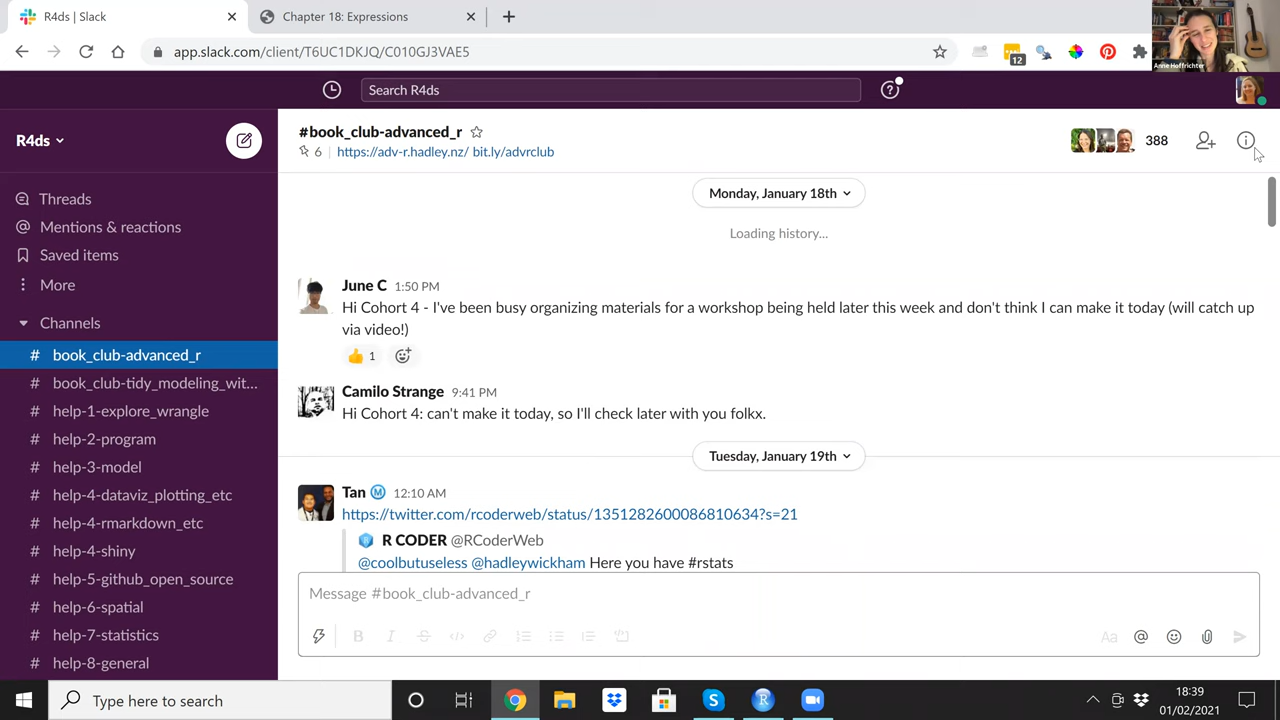 R4ds | Slack
Chapter 18: Expressions
app.slack.com/client/T6UC1DKJQ/C010GJ3VAE5
12
Anne Hoffrichter
Search R4ds
R4ds
#book_club-advanced_r
6 | https://adv-r.hadley.nz/ bit.ly/advrclub
388
Threads
Mentions & reactions
Saved items
More
Channels
# book_club-advanced_r
# book_club-tidy_modeling_wit...
# help-1-explore_wrangle
# help-2-program
# help-3-model
# help-4-dataviz_plotting_etc
# help-4-rmarkdown_etc
# help-4-shiny
# help-5-github_open_source
# help-6-spatial
# help-7-statistics
# help-8-general
Monday, January 18th
Loading history...
June C 1:50 PM
Hi Cohort 4 - I've been busy organizing materials for a workshop being held later this week and don't think I can make it today (will catch up
via video!)
1
Camilo Strange 9:41 PM
Hi Cohort 4: can't make it today, so I'll check later with you folkx.
Tuesday, January 19th
Tan M 12:10 AM
https://twitter.com/rcoderweb/status/1351282600086810634?s=21
R CODER @RCoderWeb
@coolbutuseless @hadleywickham Here you have #rstats
Message #book_club-advanced_r
B I S </> Aa @
Type here to search
18:39
01/02/2021